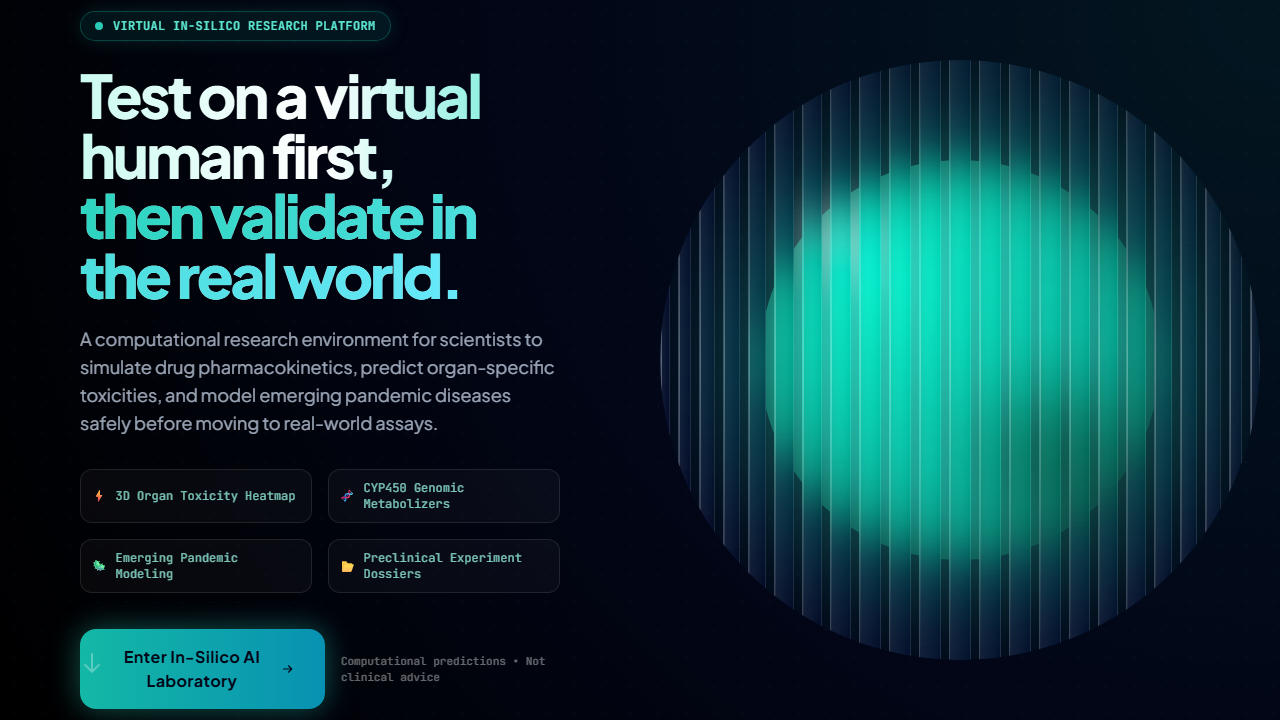 VIRTUAL IN-SILICO RESEARCH PLATFORM
Test on a virtual
human first,
then validate in
the real world.
A computational research environment for scientists to
simulate drug pharmacokinetics, predict organ-specific
toxicities, and model emerging pandemic diseases
safely before moving to real-world assays.
3D Organ Toxicity Heatmap
CYP450 Genomic
Metabolizers
Emerging Pandemic
Modeling
Preclinical Experiment
Dossiers
Enter In-Silico AI
Laboratory
Computational predictions • Not
clinical advice